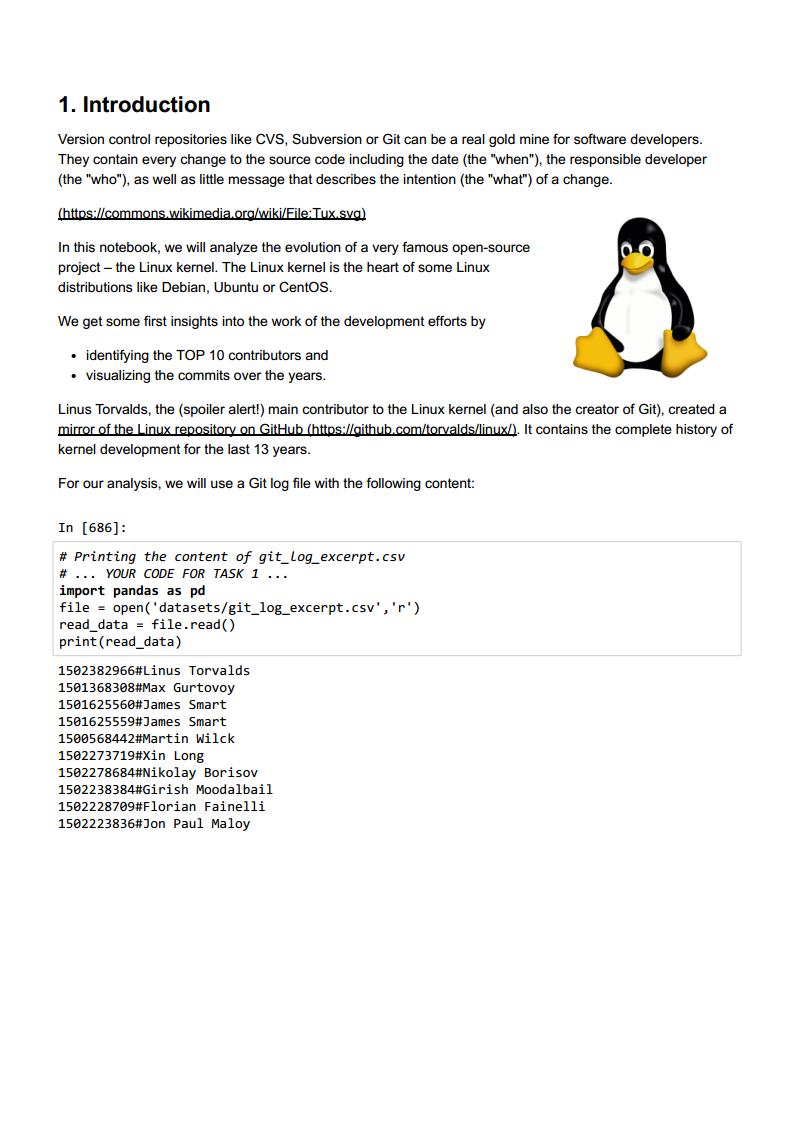 1. Introduction
Version control repositories like CVS, Subversion or Git can be a real gold mine for software developers.
They contain every change to the source code including the date (the "when"), the responsible developer
(the "who"), as well as little message that describes the intention (the "what") of a change.
(https://commons.wikimedia.org/wiki/File:Tux.svg)
In this notebook, we will analyze the evolution of a very famous open-source
project – the Linux kernel. The Linux kernel is the heart of some Linux
distributions like Debian, Ubuntu or CentOS.
We get some first insights into the work of the development efforts by
• identifying the TOP 10 contributors and
• visualizing the commits over the years.
Linus Torvalds, the (spoiler alert!) main contributor to the Linux kernel (and also the creator of Git), created a
mirror of the Linux repository on GitHub (https://github.com/torvalds/linux/). It contains the complete history of
kernel development for the last 13 years.
For our analysis, we will use a Git log file with the following content:
In [686]:
# Printing the content of git_log_excerpt.csv
# ... YOUR CODE FOR TASK 1 ...
import pandas as pd
file = open('datasets/git_log_excerpt.csv','r')
read_data = file.read()
print(read_data)
1502382966#Linus Torvalds
1501368308#Max Gurtovoy
1501625560#James Smart
1501625559#James Smart
1500568442#Martin Wilck
1502273719#Xin Long
1502278684#Nikolay Borisov
1502238384#Girish Moodalbail
1502228709#Florian Fainelli
1502223836#Jon Paul Maloy